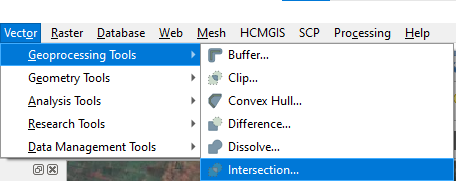 Vector Raster Database Web Mesh HCMGIS SCP Processing Help
Geoprocessing Tools
Geometry Tools
Analysis Tools
Research Tools
Data Management Tools
Buffer...
Clip...
Convex Hull...
Difference...
Dissolve...
Intersection...